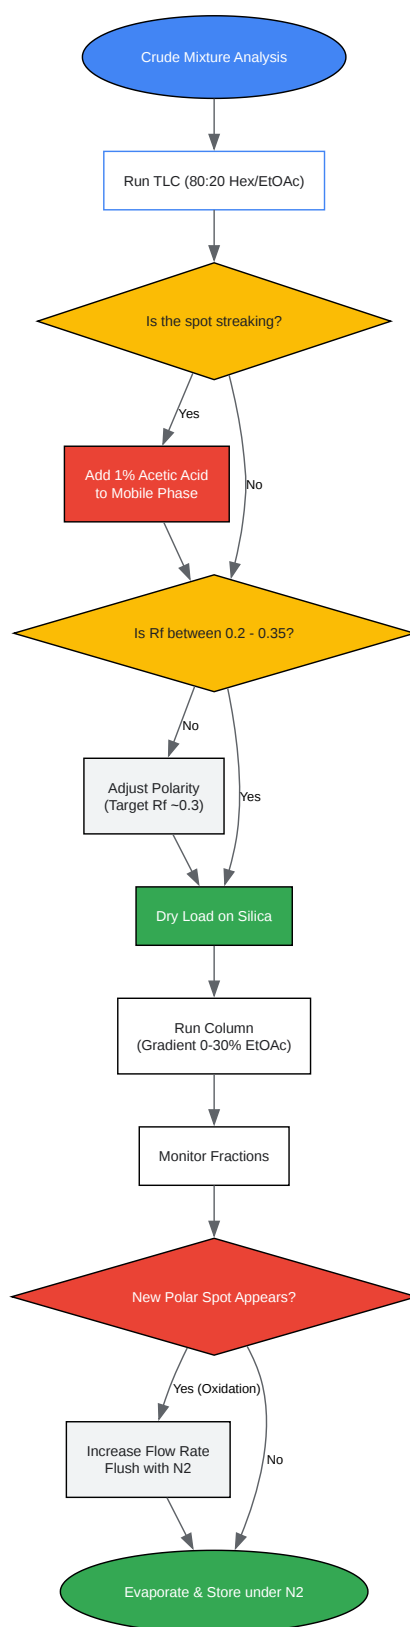 Crude Mixture Analysis
Run TLC (80:20 Hex/EtOAc)
Is the spot streaking?
Yes
Add 1% Acetic Acid
to Mobile Phase
No
Is Rf between 0.2 - 0.35?
No
Adjust Polarity
(Target Rf ~0.3)
Yes
Dry Load on Silica
Run Column
(Gradient 0-30% EtOAc)
Monitor Fractions
New Polar Spot Appears?
Yes (Oxidation)
Increase Flow Rate
Flush with N2
No
Evaporate & Store under N2